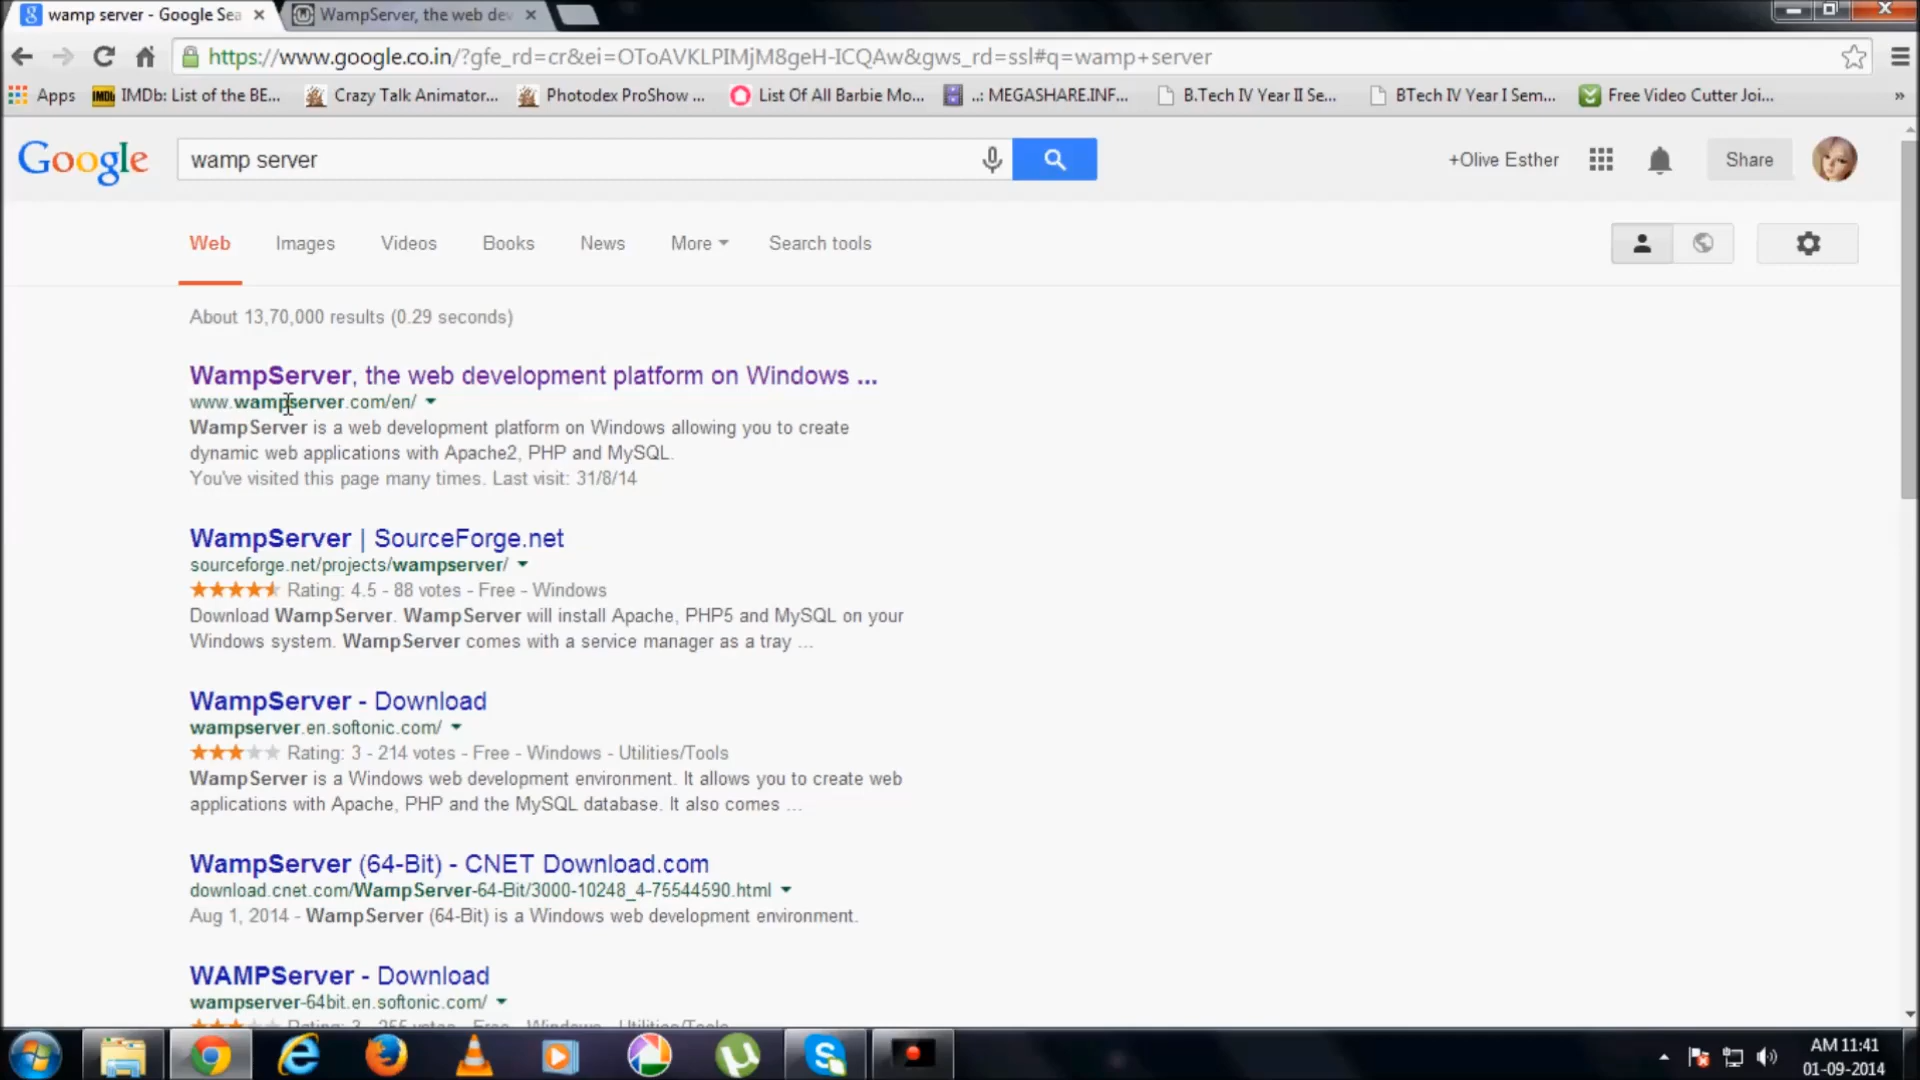 wamp server - Google Sea
WampServer, the web dev
https://www.google.co.in/?gfe_rd=cr&ei=OToAVKLPIMjM8geH-ICQAw&gws_rd=ssl#q=wamp+server
Apps IMDb: List of the BE... Crazy Talk Animator... Photodex ProShow ... List Of All Barbie Mo... ..: MEGASHARE.INF... B.Tech IV Year II Se... BTech IV Year I Sem... Free Video Cutter Joi... »
Google wamp server +Olive Esther Share
Web Images Videos Books News More Search tools
About 13,70,000 results (0.29 seconds)
WampServer, the web development platform on Windows ...
www.wampserver.com/en/
WampServer is a web development platform on Windows allowing you to create
dynamic web applications with Apache2, PHP and MySQL.
You've visited this page many times. Last visit: 31/8/14
WampServer | SourceForge.net
sourceforge.net/projects/wampserver/
Rating: 4.5 - 88 votes - Free - Windows
Download WampServer. WampServer will install Apache, PHP5 and MySQL on your
Windows system. WampServer comes with a service manager as a tray ...
WampServer - Download
wampserver.en.softonic.com/
Rating: 3 - 214 votes - Free - Windows - Utilities/Tools
WampServer is a Windows web development environment. It allows you to create web
applications with Apache, PHP and the MySQL database. It also comes ...
WampServer (64-Bit) - CNET Download.com
download.cnet.com/WampServer-64-Bit/3000-10248_4-75544590.html
Aug 1, 2014 - WampServer (64-Bit) is a Windows web development environment.
WAMPServer - Download
wampserver-64bit.en.softonic.com/
Rating: 3 - 255 votes - Free - Windows - Utilities/Tools
AM 11:41
01-09-2014